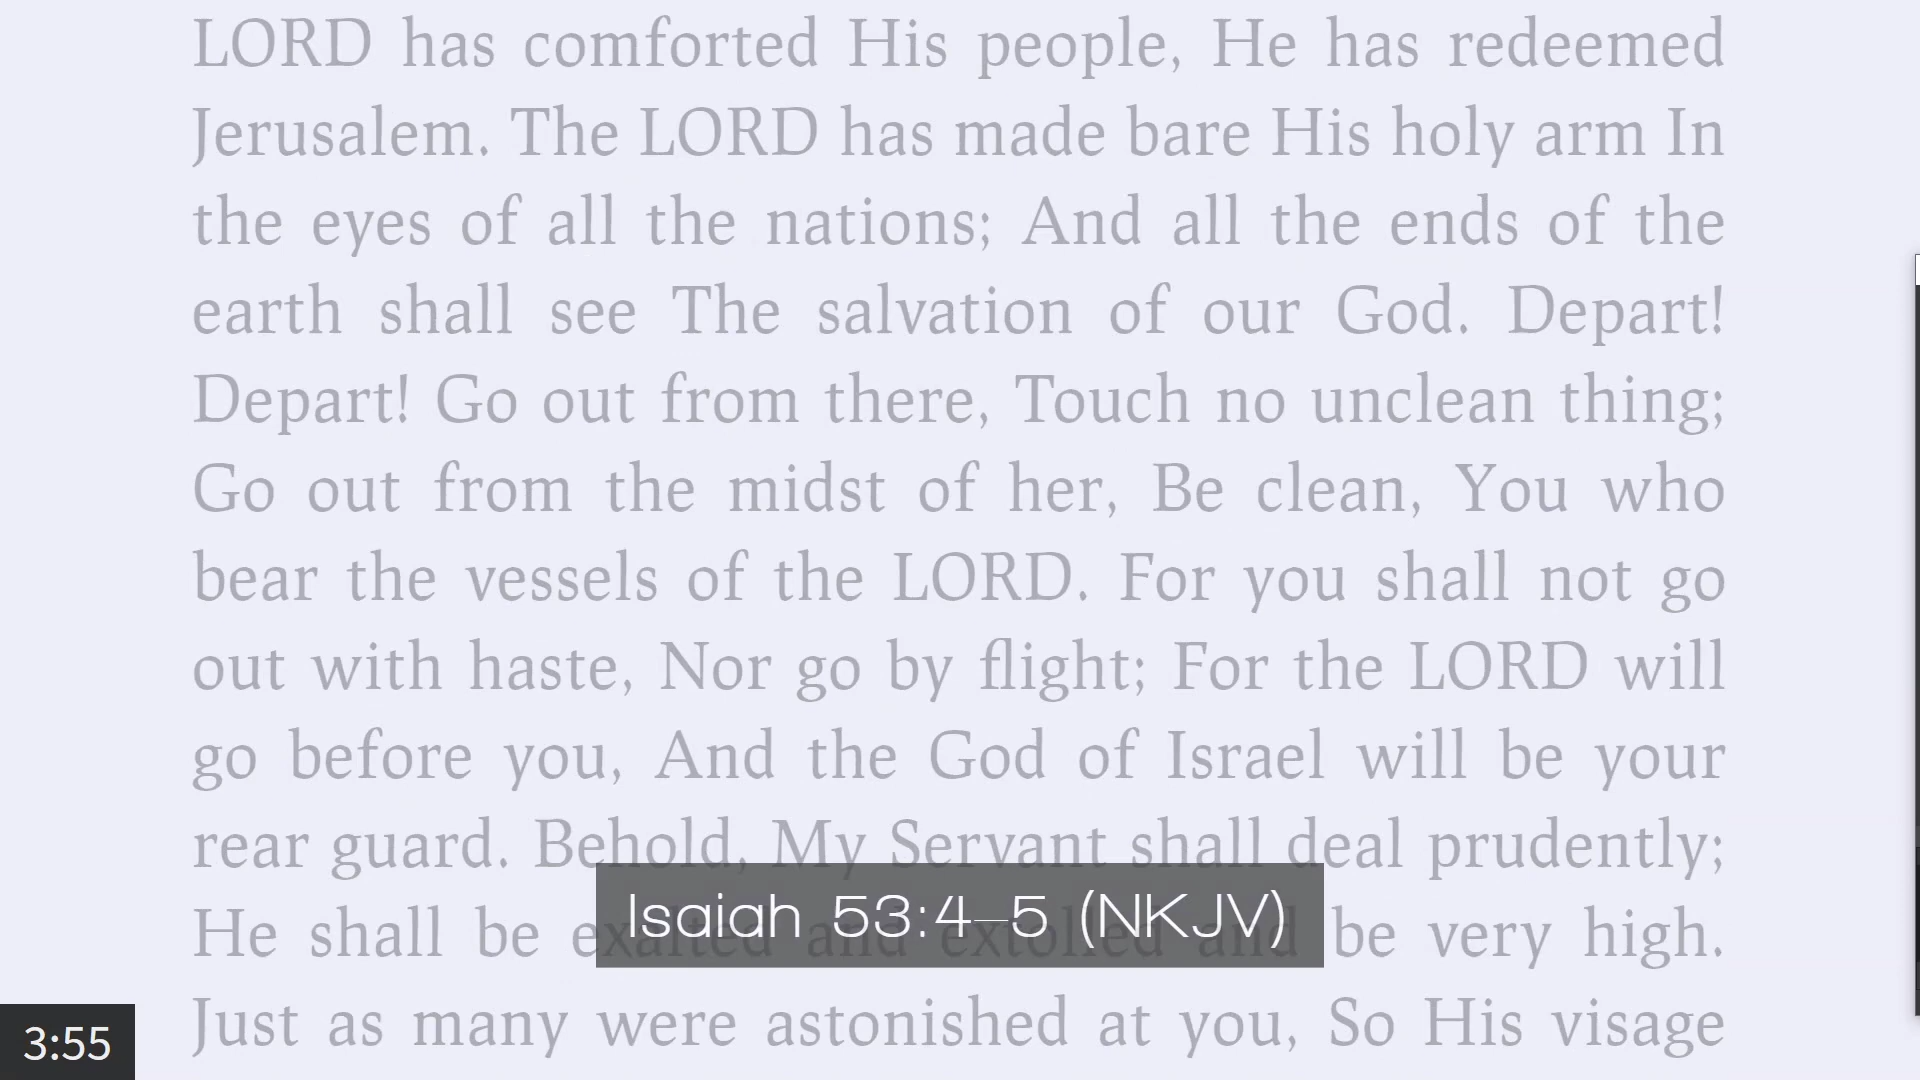 LORD has comforted His people, He has redeemed
Jerusalem. The LORD has made bare His holy arm In
the eyes of all the nations; And all the ends of the
earth shall see The salvation of our God. Depart!
Depart! Go out from there, Touch no unclean thing;
Go out from the midst of her, Be clean, You who
bear the vessels of the LORD. For you shall not go
out with haste, Nor go by flight; For the LORD will
go before you, And the God of Israel will be your
rear guard. Behold, My Servant shall deal prudently;
He shall be exalted and extolled and be very high.
Isaiah 53:4–5 (NKJV)
Just as many were astonished at you, So His visage
3:55